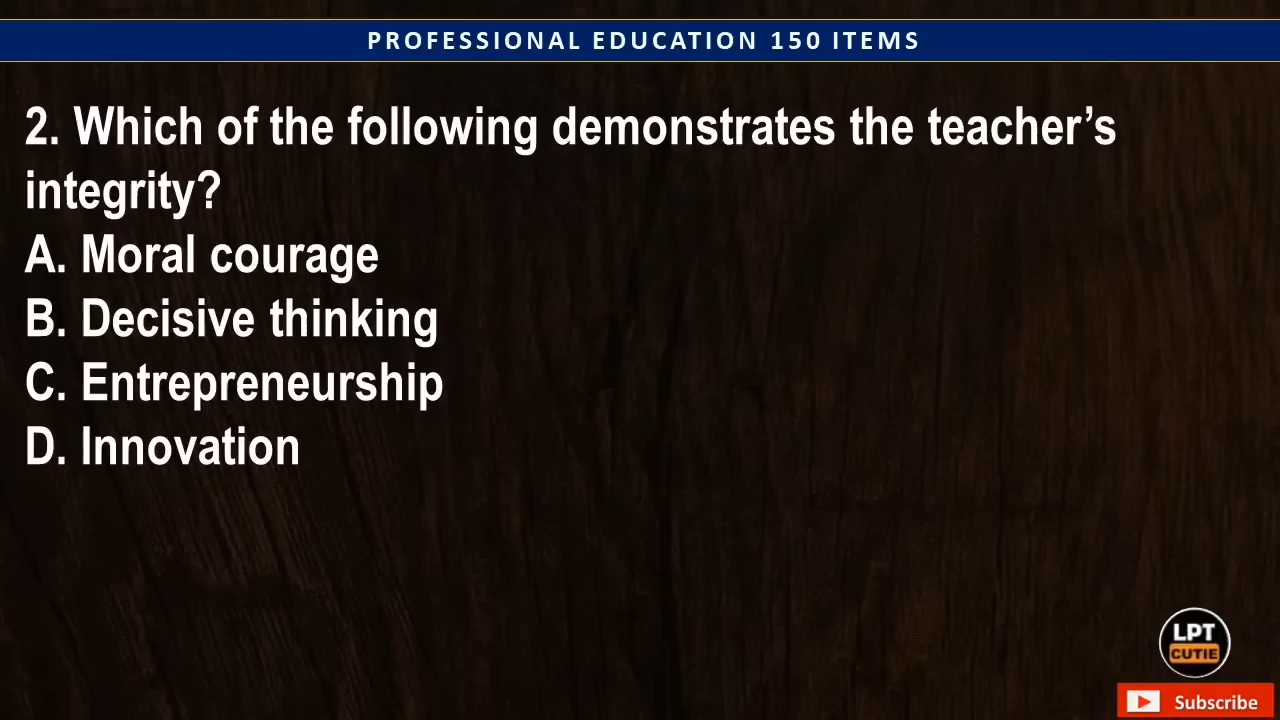 PROFESSIONAL EDUCATION 150 ITEMS
2. Which of the following demonstrates the teacher’s
integrity?
A. Moral courage
B. Decisive thinking
C. Entrepreneurship
D. Innovation
LPT
CUTIE
Subscribe